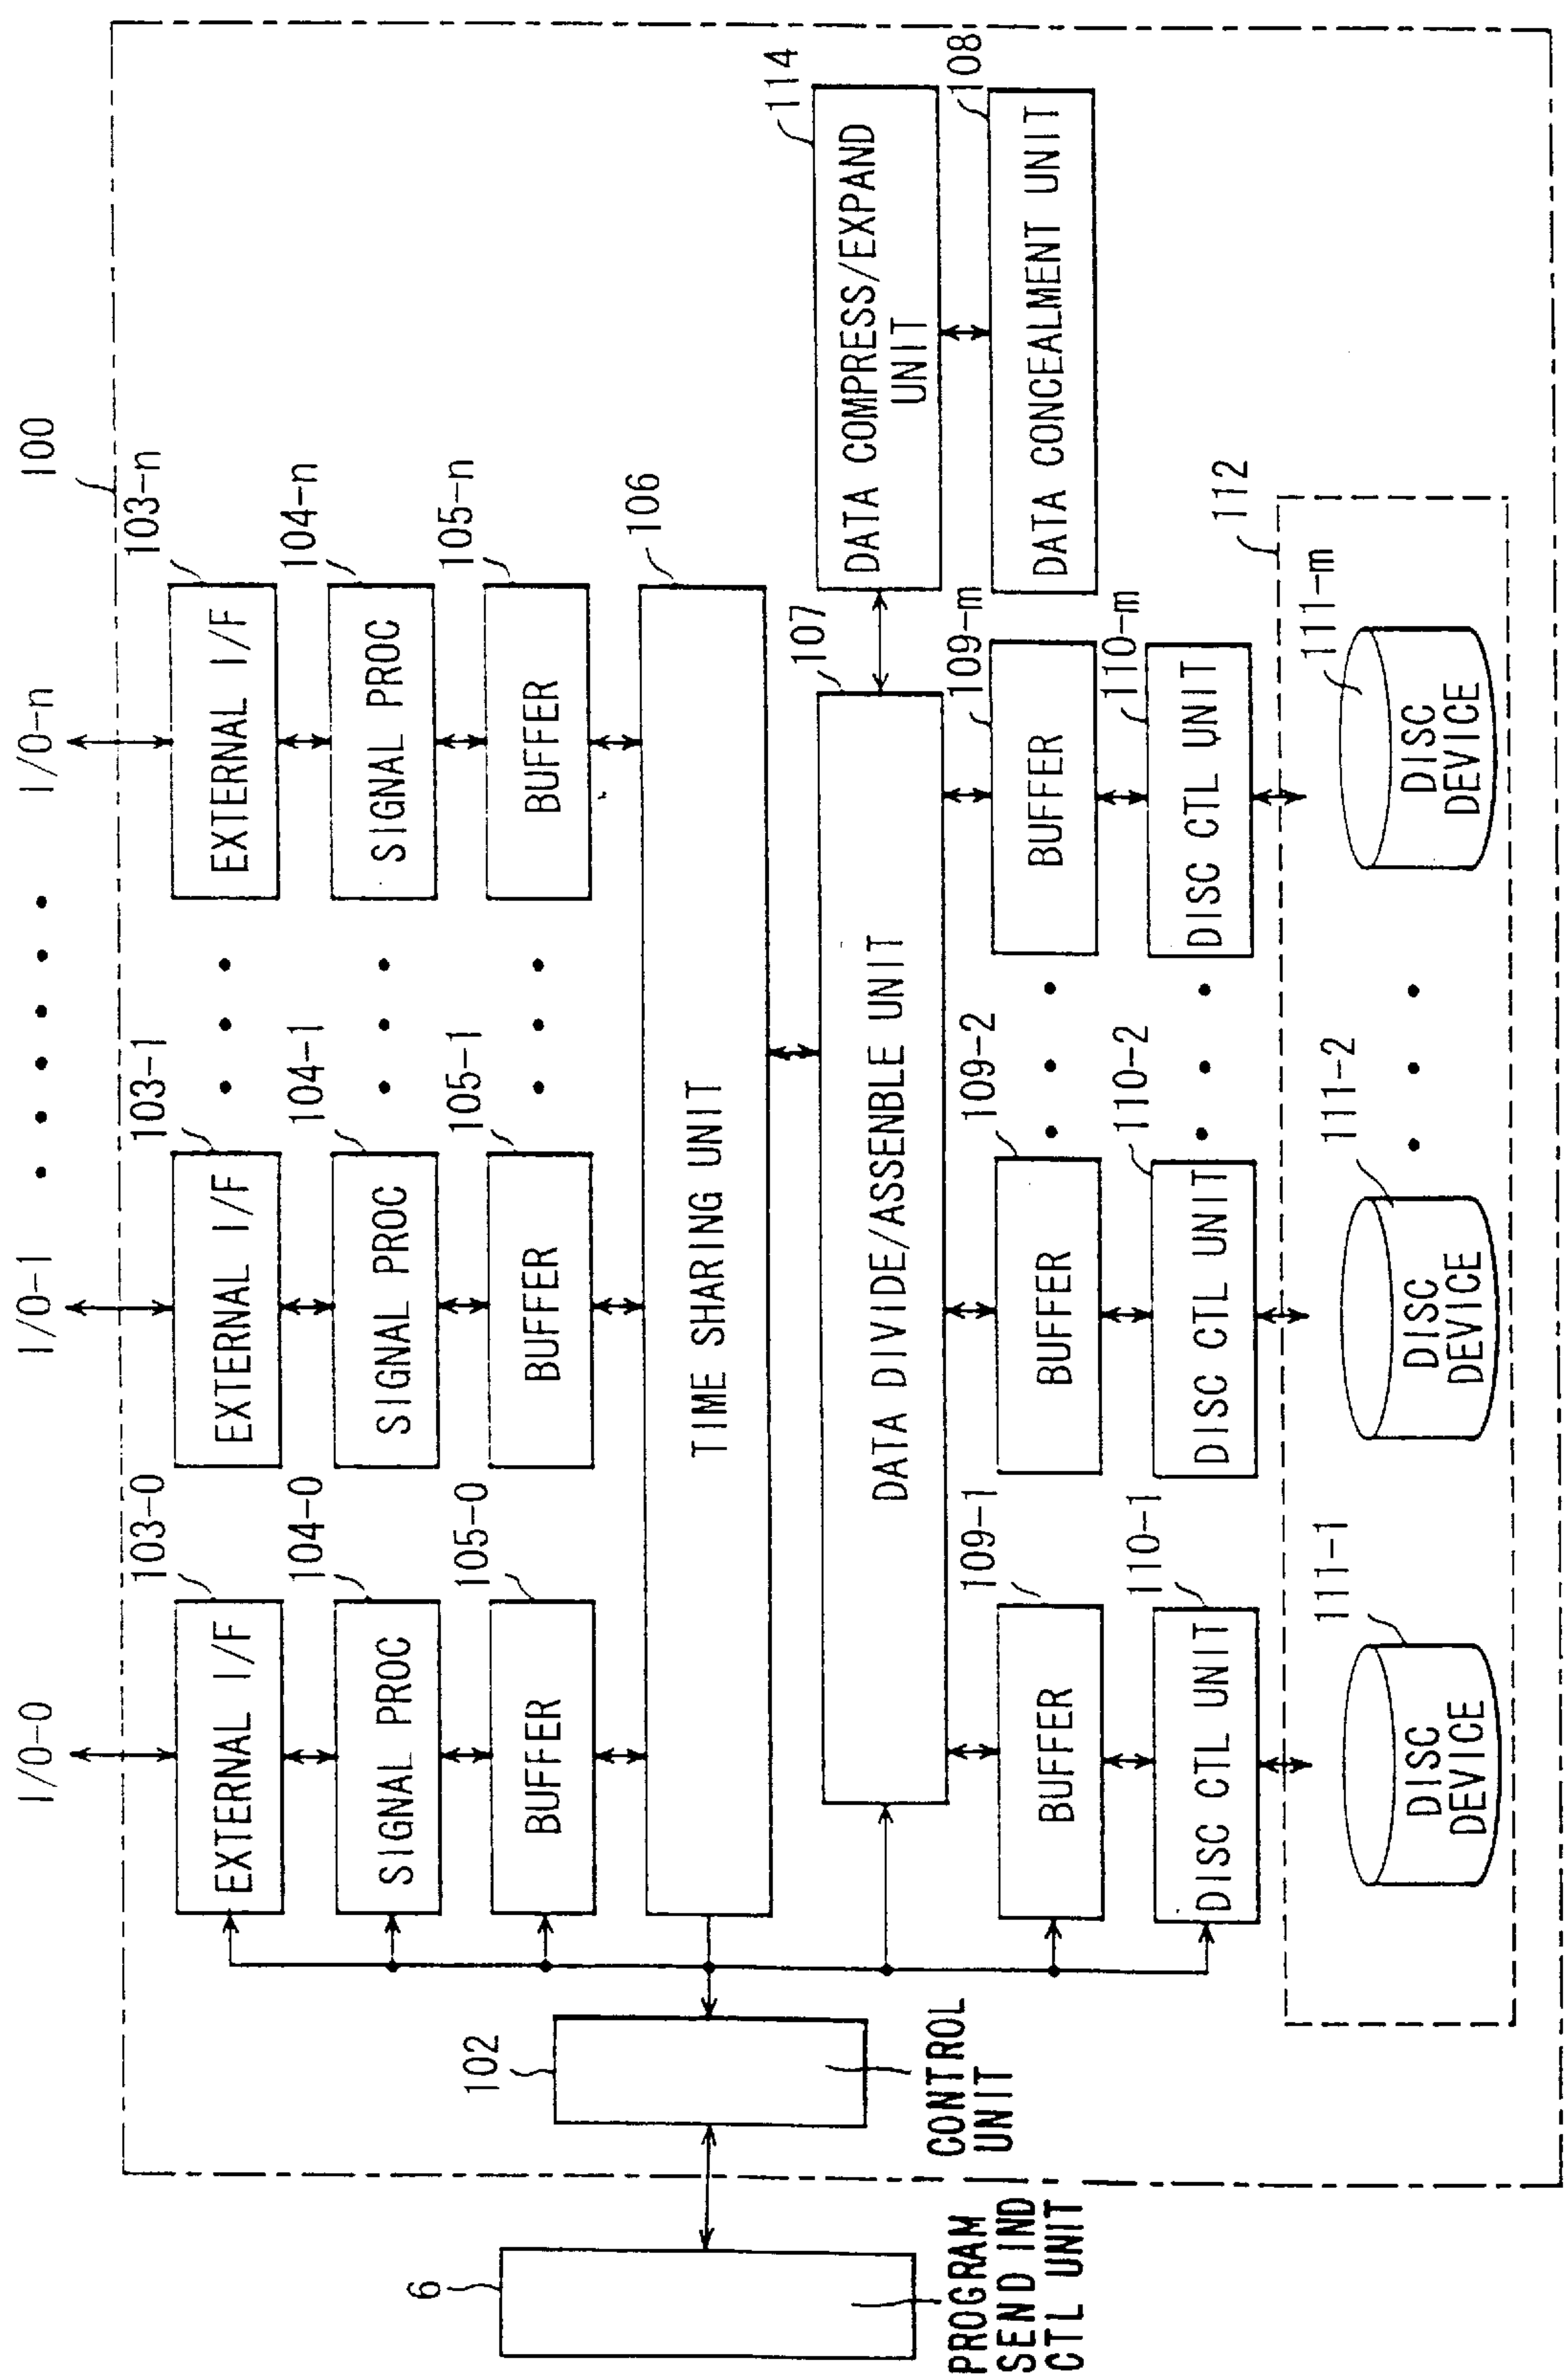 I/O-0
I/O-1
I/O-n
100
103-0
103-1
103-n
EXTERNAL I/F
EXTERNAL I/F
EXTERNAL I/F
104-0
104-1
104-n
SIGNAL PROC
SIGNAL PROC
SIGNAL PROC
105-0
105-1
105-n
BUFFER
BUFFER
BUFFER
106
TIME SHARING UNIT
6
PROGRAM
SEND IND
CTL UNIT
102
CONTROL
UNIT
107
DATA DIVIDE/ASSENBLE UNIT
114
DATA COMPRESS/EXPAND
UNIT
108
DATA CONCEALMENT UNIT
109-1
109-2
109-m
BUFFER
BUFFER
BUFFER
110-1
110-2
110-m
DISC CTL UNIT
DISC CTL UNIT
DISC CTL UNIT
112
111-1
111-2
111-m
DISC
DEVICE
DISC
DEVICE
DISC
DEVICE